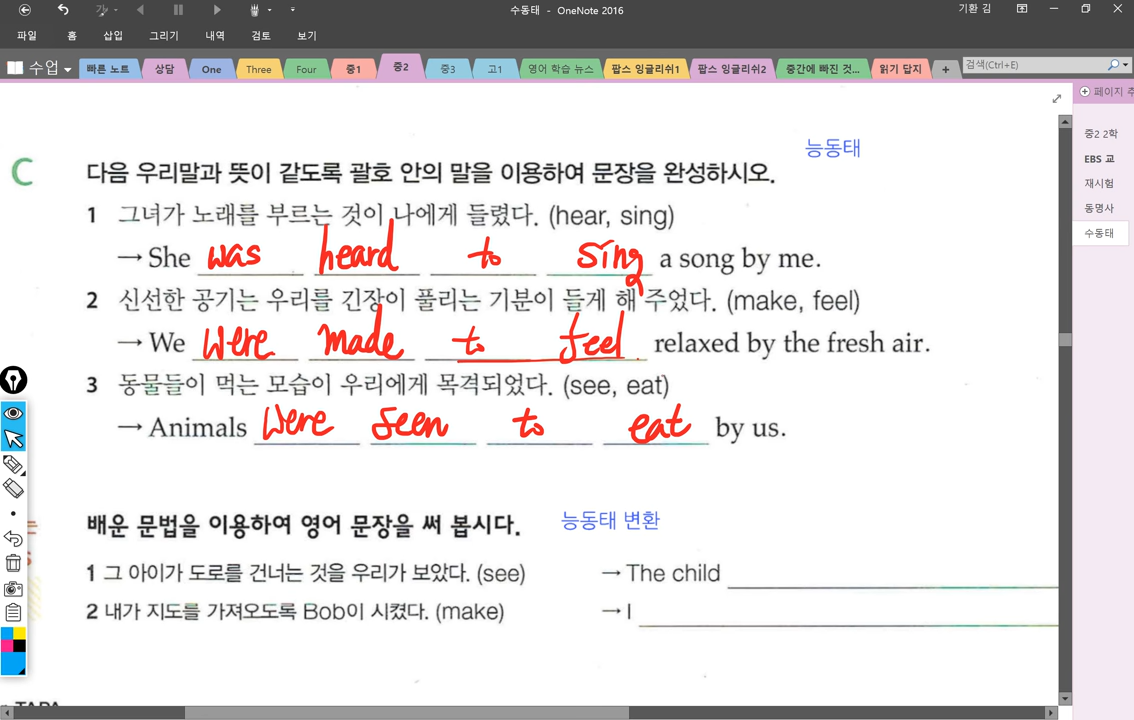 수동태 - OneNote 2016
기환 김
파일 홈 삽입 그리기 내역 검토 보기
수업 빠른 노트 상담 One Three Four 중1 중2 중3 고1 영어 학습 뉴스 팝스 잉글리쉬1 팝스 잉글리쉬2 중간에 빠진 것... 읽기 답지 + 검색(Ctrl+E)
페이지 추
중2 2학
EBS 교
재시험
동명사
수동태
능동태
C 다음 우리말과 뜻이 같도록 괄호 안의 말을 이용하여 문장을 완성하시오.
1 그녀가 노래를 부르는 것이 나에게 들렸다. (hear, sing)
→ She was heard to sing a song by me.
2 신선한 공기는 우리를 긴장이 풀리는 기분이 들게 해 주었다. (make, feel)
→ We were made to feel relaxed by the fresh air.
3 동물들이 먹는 모습이 우리에게 목격되었다. (see, eat)
→ Animals were seen to eat by us.
배운 문법을 이용하여 영어 문장을 써 봅시다. 능동태 변환
1 그 아이가 도로를 건너는 것을 우리가 보았다. (see) → The child
2 내가 지도를 가져오도록 Bob이 시켰다. (make) → I